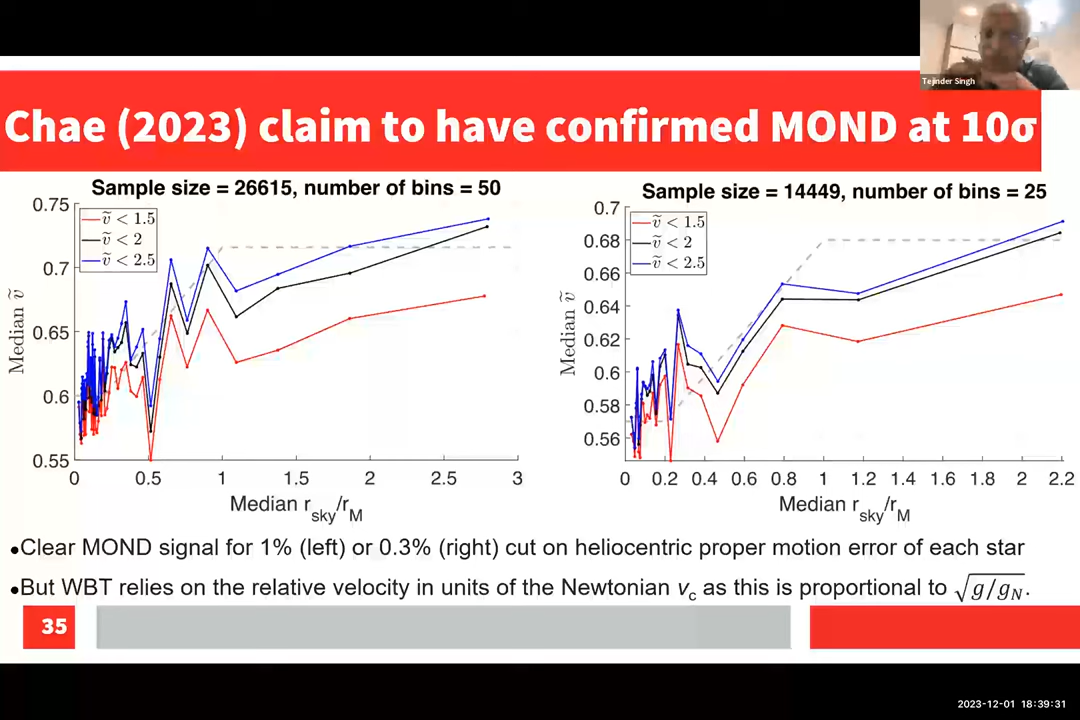 Tejinder Singh
Chae (2023) claim to have confirmed MOND at 10σ
Sample size = 26615, number of bins = 50
0.75
0.7
0.65
0.6
0.55
Median ṽ
ṽ < 1.5
ṽ < 2
ṽ < 2.5
0 0.5 1 1.5 2 2.5 3
Median r_sky/r_M
Sample size = 14449, number of bins = 25
0.7
0.68
0.66
0.64
0.62
0.6
0.58
0.56
Median ṽ
ṽ < 1.5
ṽ < 2
ṽ < 2.5
0 0.2 0.4 0.6 0.8 1 1.2 1.4 1.6 1.8 2 2.2
Median r_sky/r_M
•Clear MOND signal for 1% (left) or 0.3% (right) cut on heliocentric proper motion error of each star
•But WBT relies on the relative velocity in units of the Newtonian v_c as this is proportional to √g/g_N.
35
2023-12-01 18:39:31